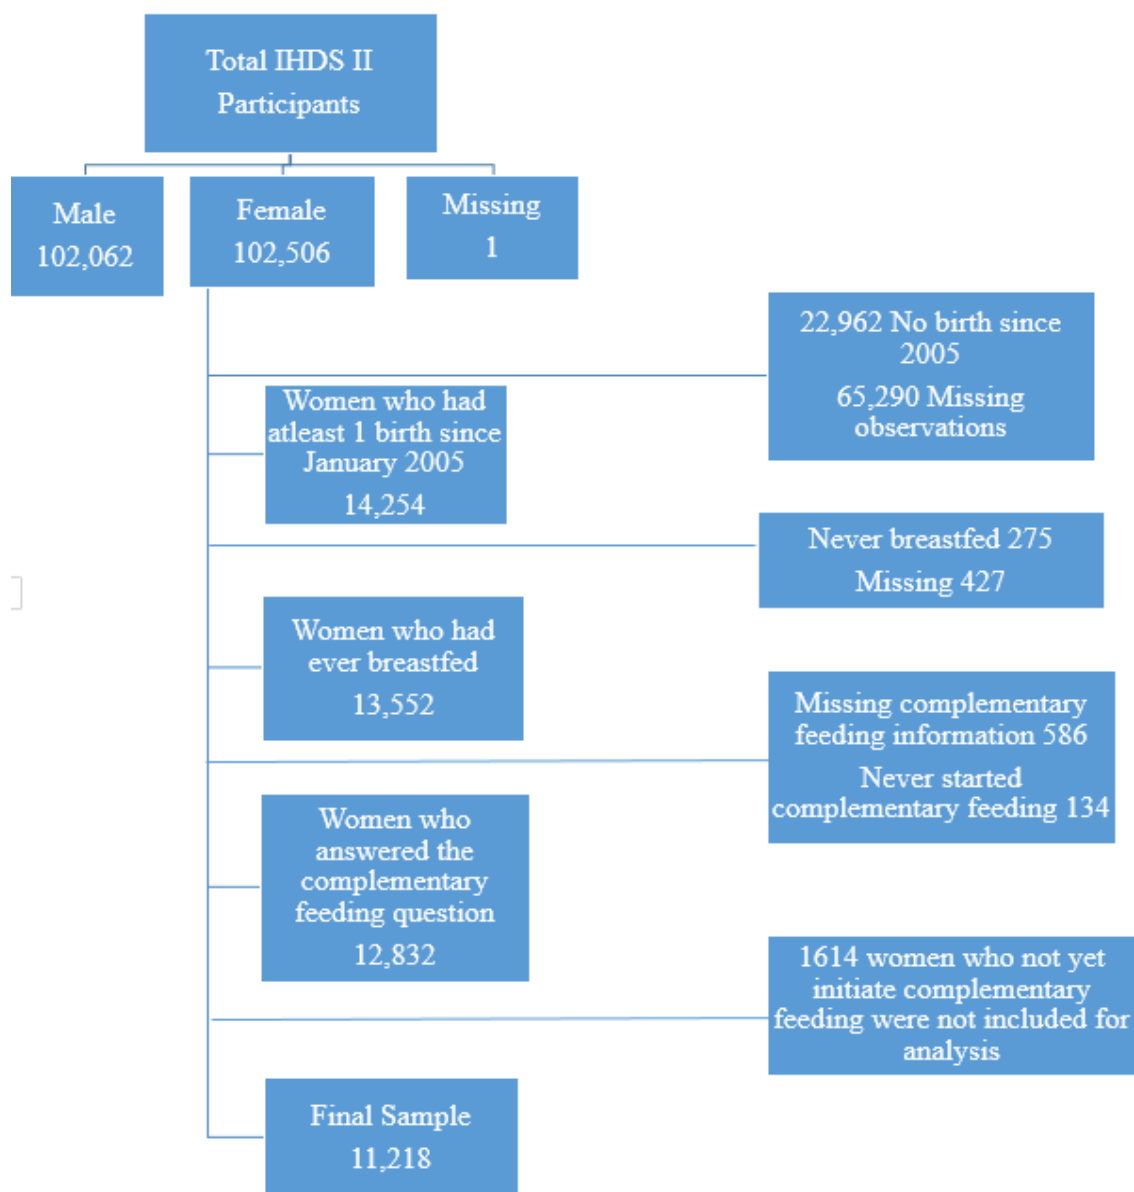 Total IHDS II
Participants
Male
102,062
Female
102,506
Missing
1
22,962 No birth since
2005
65,290 Missing
observations
Women who had
atleast 1 birth since
January 2005
14,254
Never breastfed 275
Missing 427
Women who had
ever breastfed
13,552
Missing complementary
feeding information 586
Never started
complementary feeding 134
Women who
answered the
complementary
feeding question
12,832
1614 women who not yet
initiate complementary
feeding were not included for
analysis
Final Sample
11,218